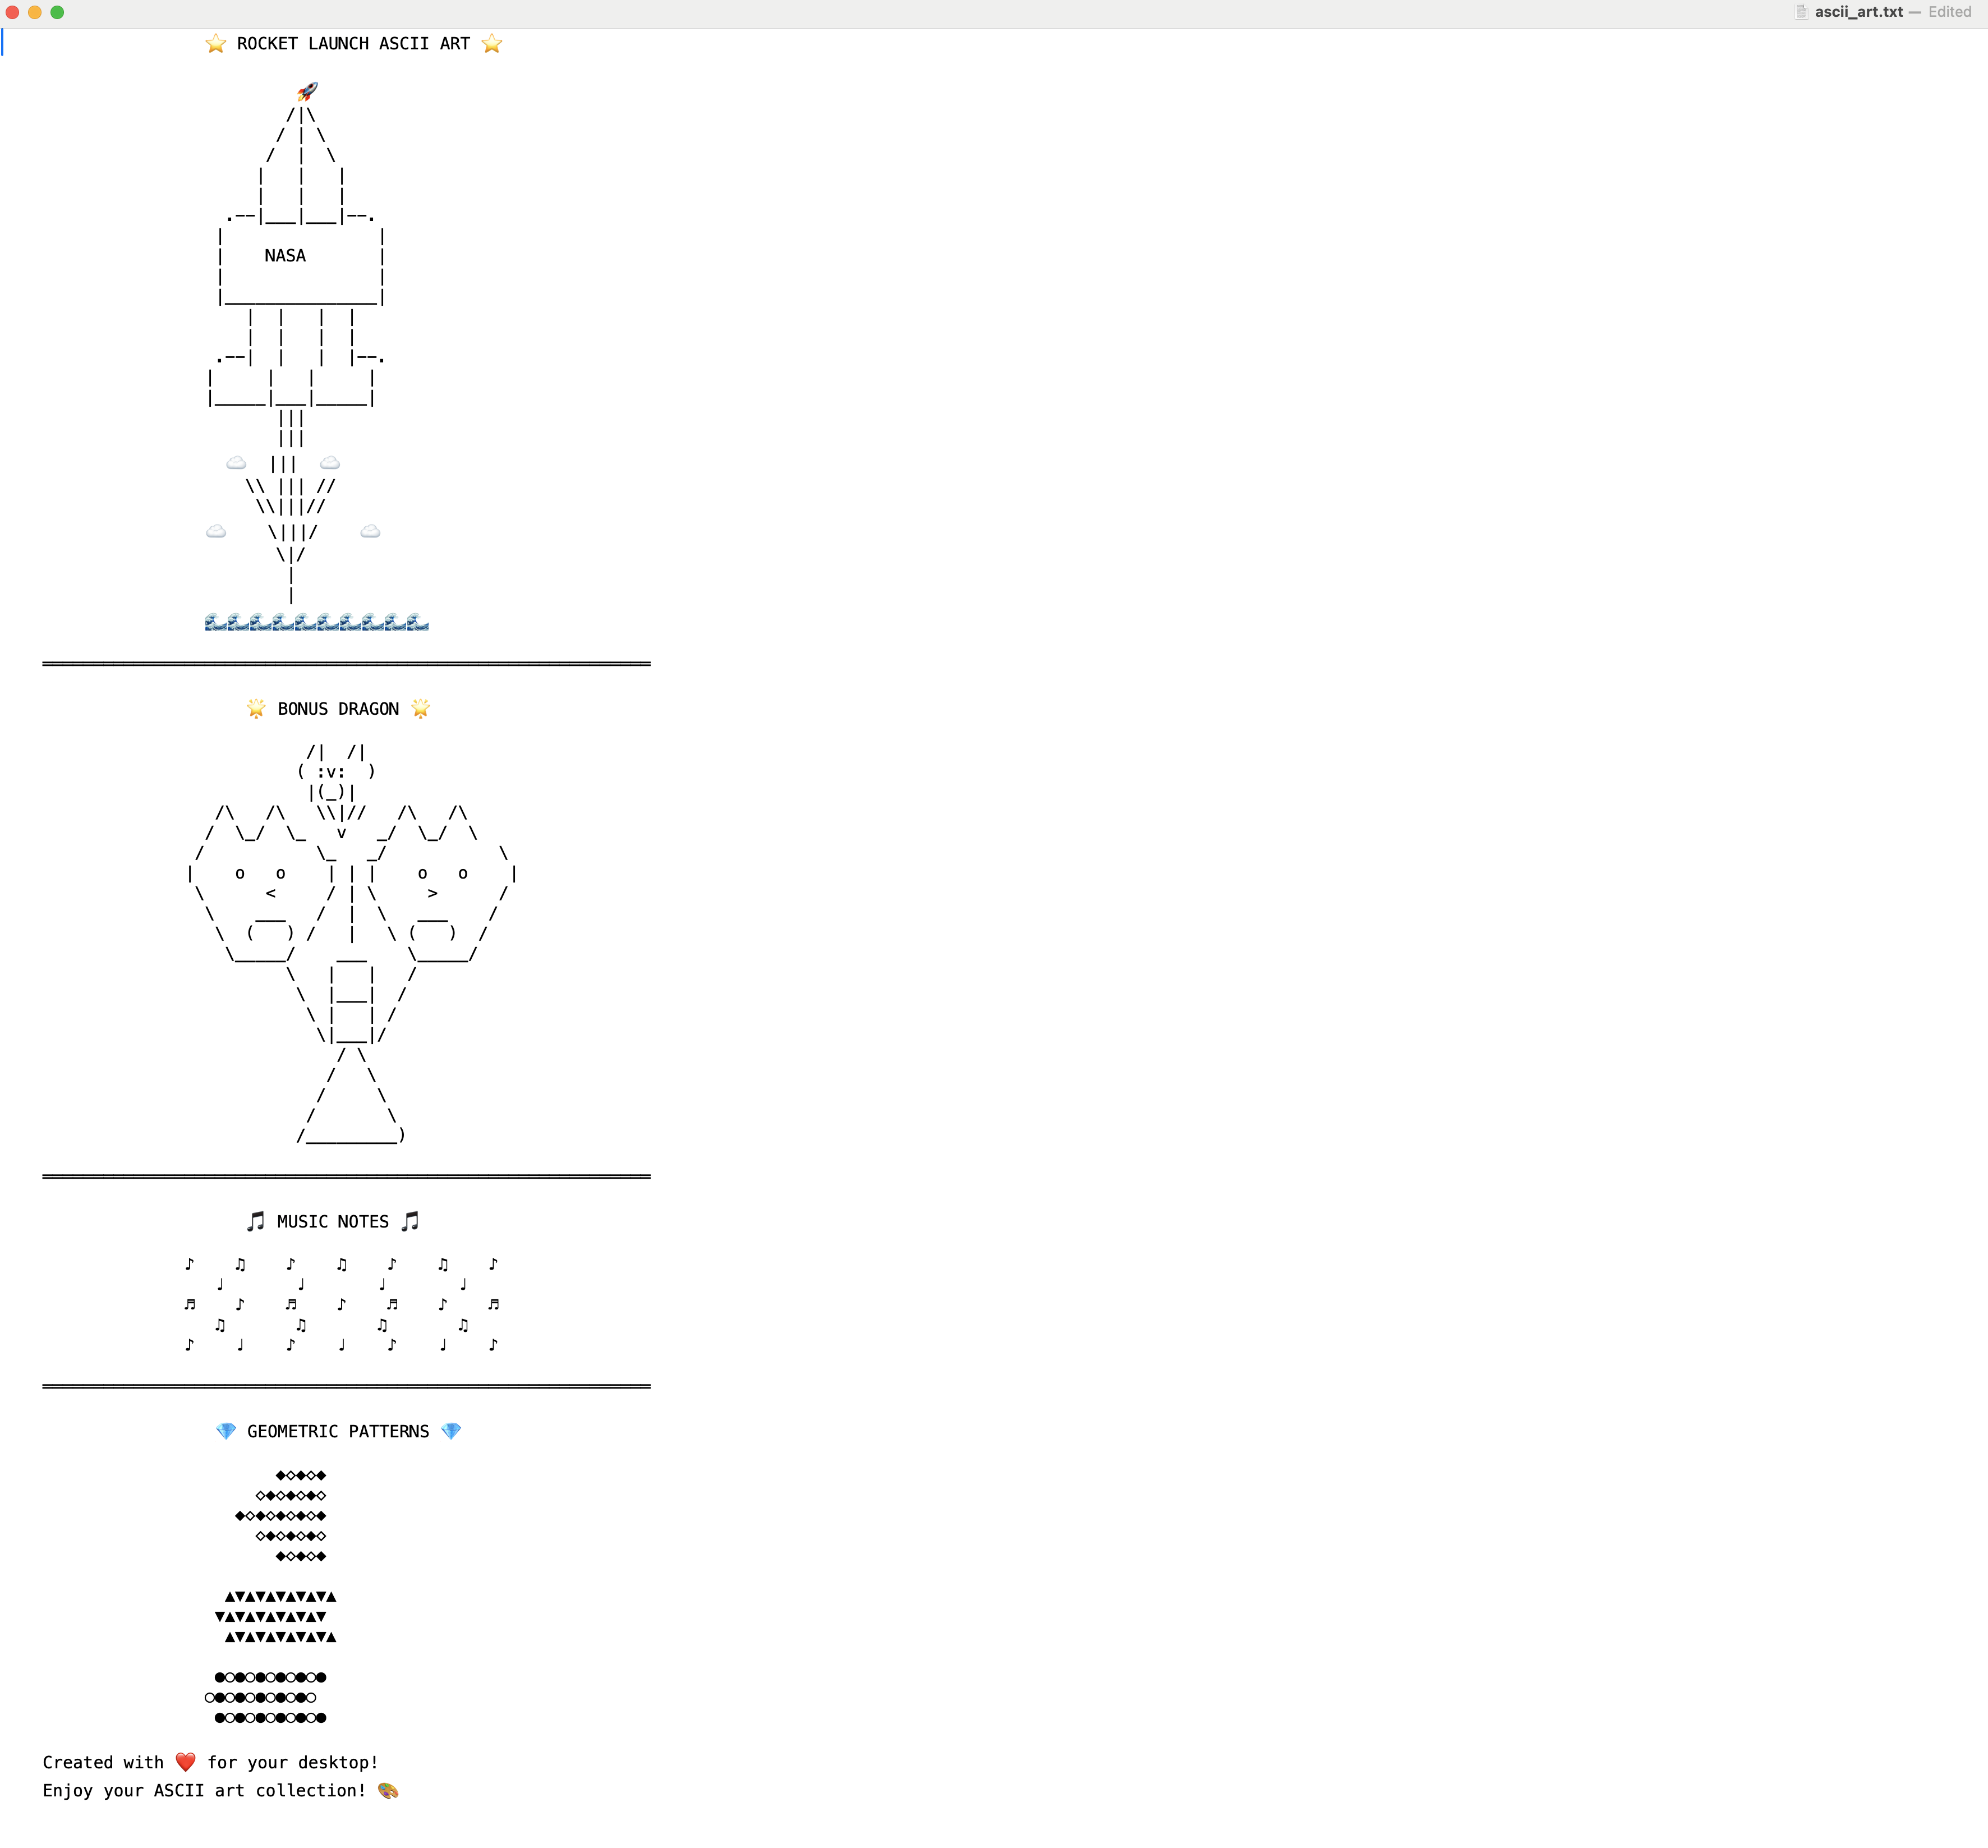 ascii_art.txt — Edited
⭐ ROCKET LAUNCH ASCII ART ⭐
NASA
🌟 BONUS DRAGON 🌟
🎵 MUSIC NOTES 🎵
♪    ♫    ♪    ♫    ♪    ♫    ♪
♩       ♩       ♩       ♩
♬    ♪    ♬    ♪    ♬    ♪    ♬
♫       ♫       ♫       ♫
♪    ♩    ♪    ♩    ♪    ♩    ♪
💎 GEOMETRIC PATTERNS 💎
◆◇◆◇◆
◇◆◇◆◇◆◇
◆◇◆◇◆◇◆◇◆
◇◆◇◆◇◆◇
◆◇◆◇◆
▲▼▲▼▲▼▲▼▲▼▲
▼▲▼▲▼▲▼▲▼▲▼
▲▼▲▼▲▼▲▼▲▼▲
●○●○●○●○●○●
○●○●○●○●○●○
●○●○●○●○●○●
Created with ❤️ for your desktop!
Enjoy your ASCII art collection! 🎨